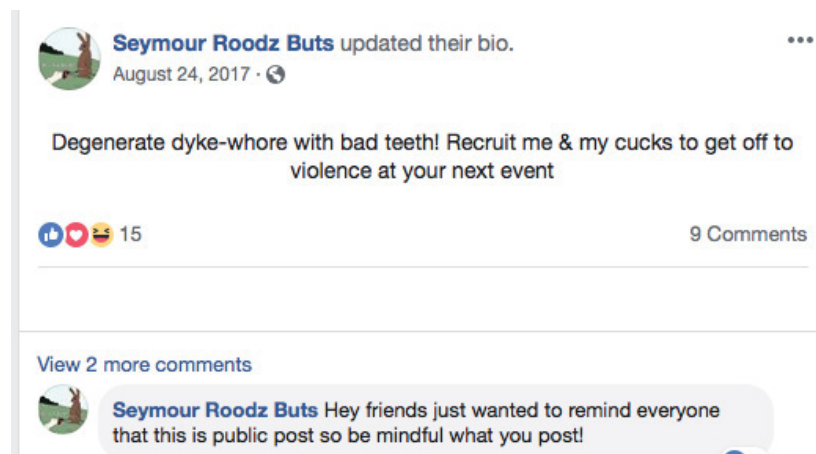 Seymour Roodz Buts updated their bio.
August 24, 2017 ·
Degenerate dyke-whore with bad teeth! Recruit me & my cucks to get off to
violence at your next event
15
9 Comments
View 2 more comments
Seymour Roodz Buts Hey friends just wanted to remind everyone
that this is public post so be mindful what you post!